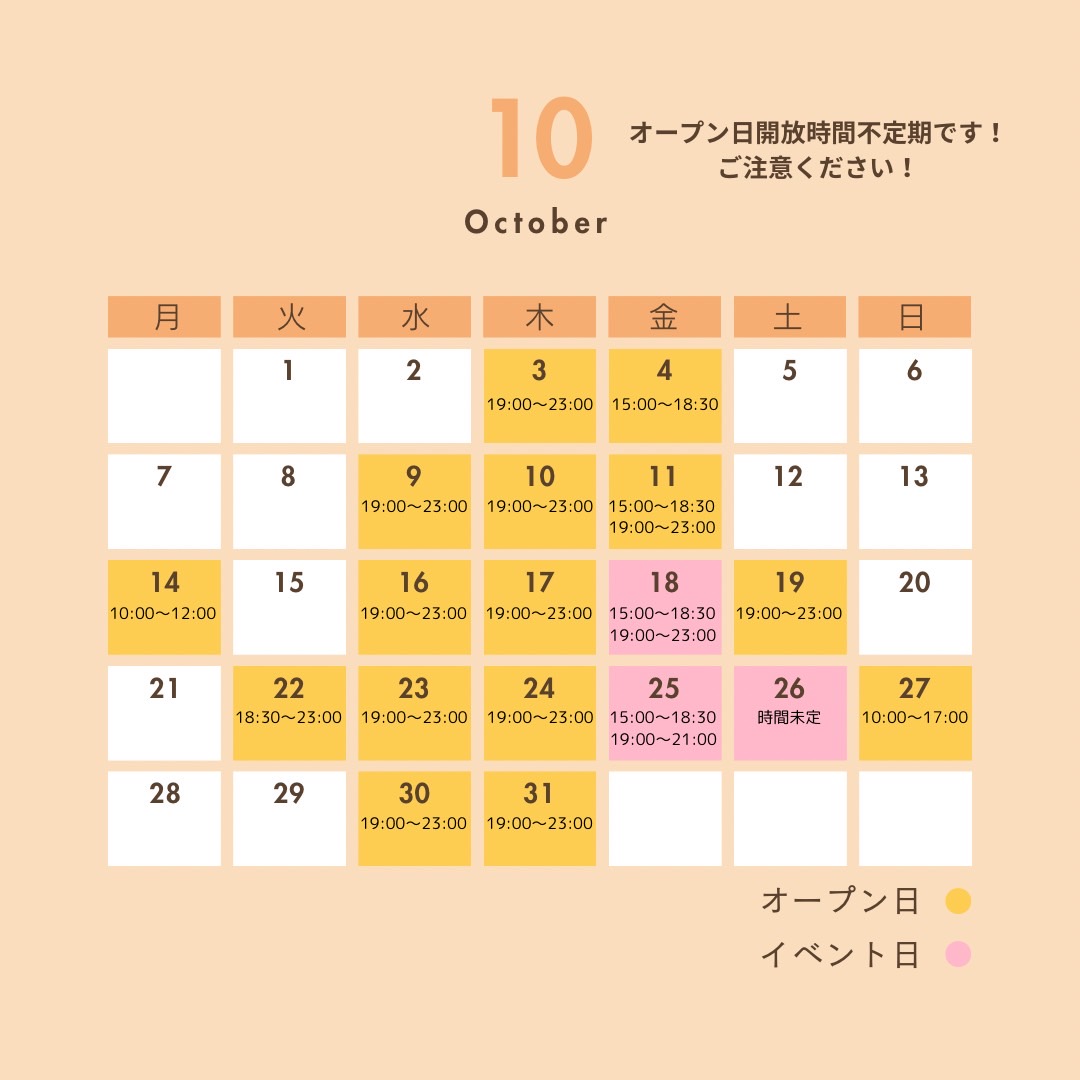 10
October
オープン日開放時間不定期です！
ご注意ください！
月 火 水 木 金 土 日
1 2 3 4 5 6
19:00〜23:00 15:00〜18:30
7 8 9 10 11 12 13
19:00〜23:00 19:00〜23:00 15:00〜18:30
19:00〜23:00
14 15 16 17 18 19 20
10:00〜12:00 19:00〜23:00 19:00〜23:00 15:00〜18:30 19:00〜23:00
19:00〜23:00
21 22 23 24 25 26 27
18:30〜23:00 19:00〜23:00 19:00〜23:00 15:00〜18:30 時間未定 10:00〜17:00
19:00〜21:00
28 29 30 31
19:00〜23:00 19:00〜23:00
オープン日
イベント日